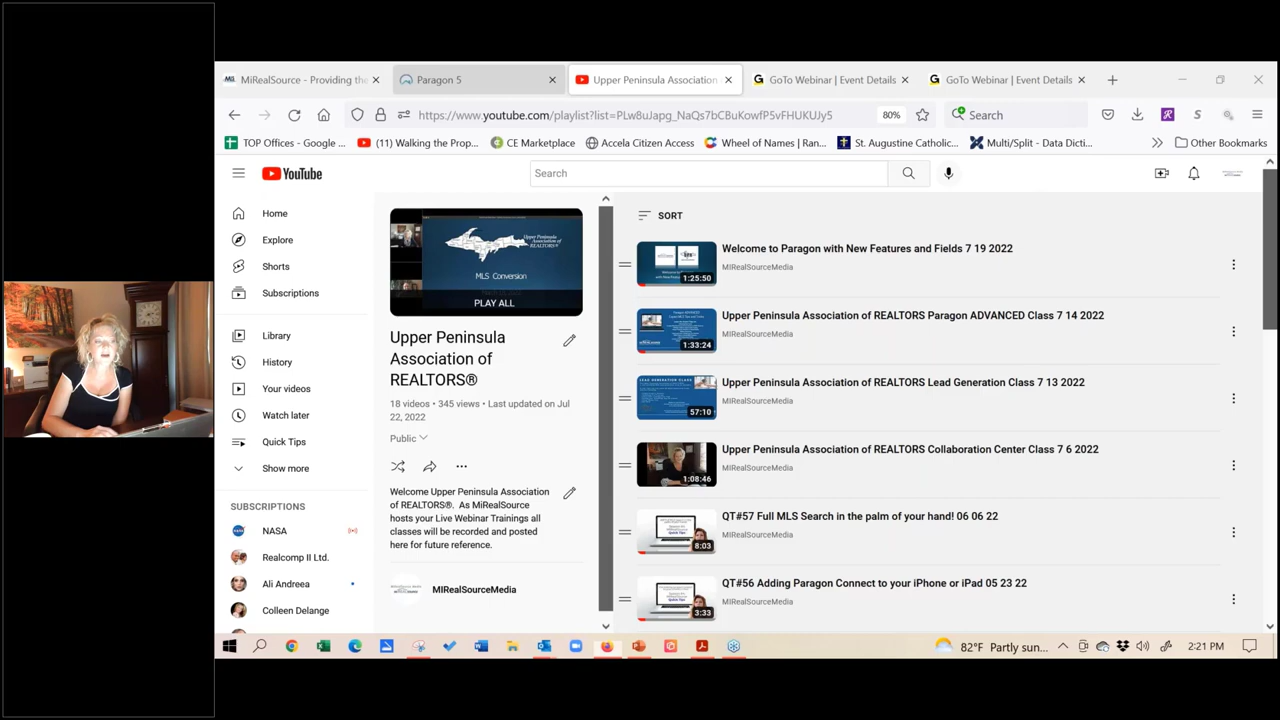 MiRealSource - Providing the
Paragon 5
Upper Peninsula Association
GoTo Webinar | Event Details
GoTo Webinar | Event Details
https://www.youtube.com/playlist?list=PLw8uJapg_NaQs7bCBuKowfP5vFHUKUJy5
80%
Search
TOP Offices - Google ...
(11) Walking the Prop...
CE Marketplace
Accela Citizen Access
Wheel of Names | Ran...
St. Augustine Catholic...
Multi/Split - Data Dicti...
Other Bookmarks
YouTube
Search
Home
Explore
Shorts
Subscriptions
Library
History
Your videos
Watch later
Quick Tips
Show more
SUBSCRIPTIONS
NASA
Realcomp II Ltd.
Ali Andreea
Colleen Delange
Upper Peninsula
Association
of REALTORS®
MLS Conversion
PLAY ALL
Upper Peninsula
Association of
REALTORS®
18 videos • 345 views • Last updated on Jul
22, 2022
Public
Welcome Upper Peninsula Association
of REALTORS®. As MiRealSource
hosts your Live Webinar Trainings all
classes will be recorded and posted
here for future reference.
MIRealSourceMedia
SORT
1:25:50
Welcome to Paragon with New Features and Fields 7 19 2022
MIRealSourceMedia
1:33:24
Upper Peninsula Association of REALTORS Paragon ADVANCED Class 7 14 2022
MIRealSourceMedia
LEAD GENERATION CLASS
57:10
Upper Peninsula Association of REALTORS Lead Generation Class 7 13 2022
MIRealSourceMedia
1:08:46
Upper Peninsula Association of REALTORS Collaboration Center Class 7 6 2022
MIRealSourceMedia
8:03
QT#57 Full MLS Search in the palm of your hand! 06 06 22
MIRealSourceMedia
3:33
QT#56 Adding Paragon Connect to your iPhone or iPad 05 23 22
MIRealSourceMedia
82°F Partly sun...
2:21 PM